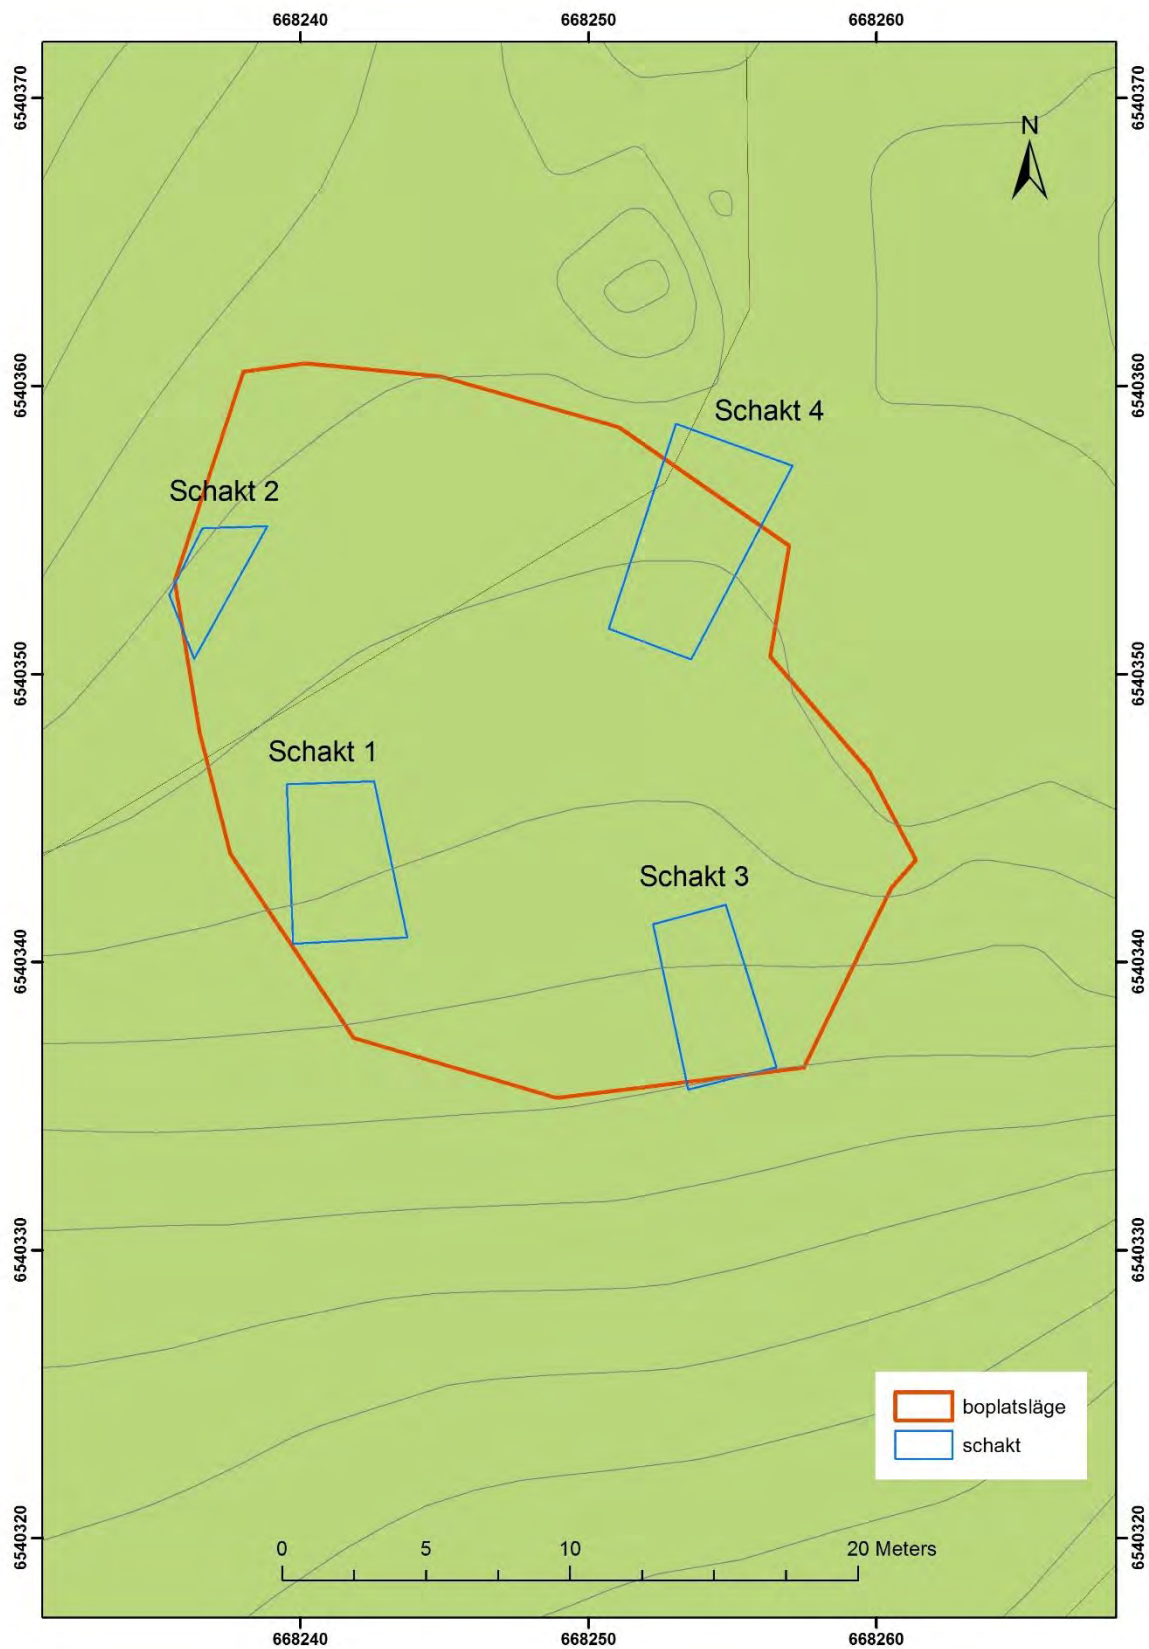 668240 668250 668260
6540370 6540370
N
6540360 6540360
Schakt 4
Schakt 2
6540350 6540350
Schakt 1
Schakt 3
6540340 6540340
6540330 6540330
boplatsläge
schakt
6540320 6540320
0 5 10 20 Meters
668240 668250 668260